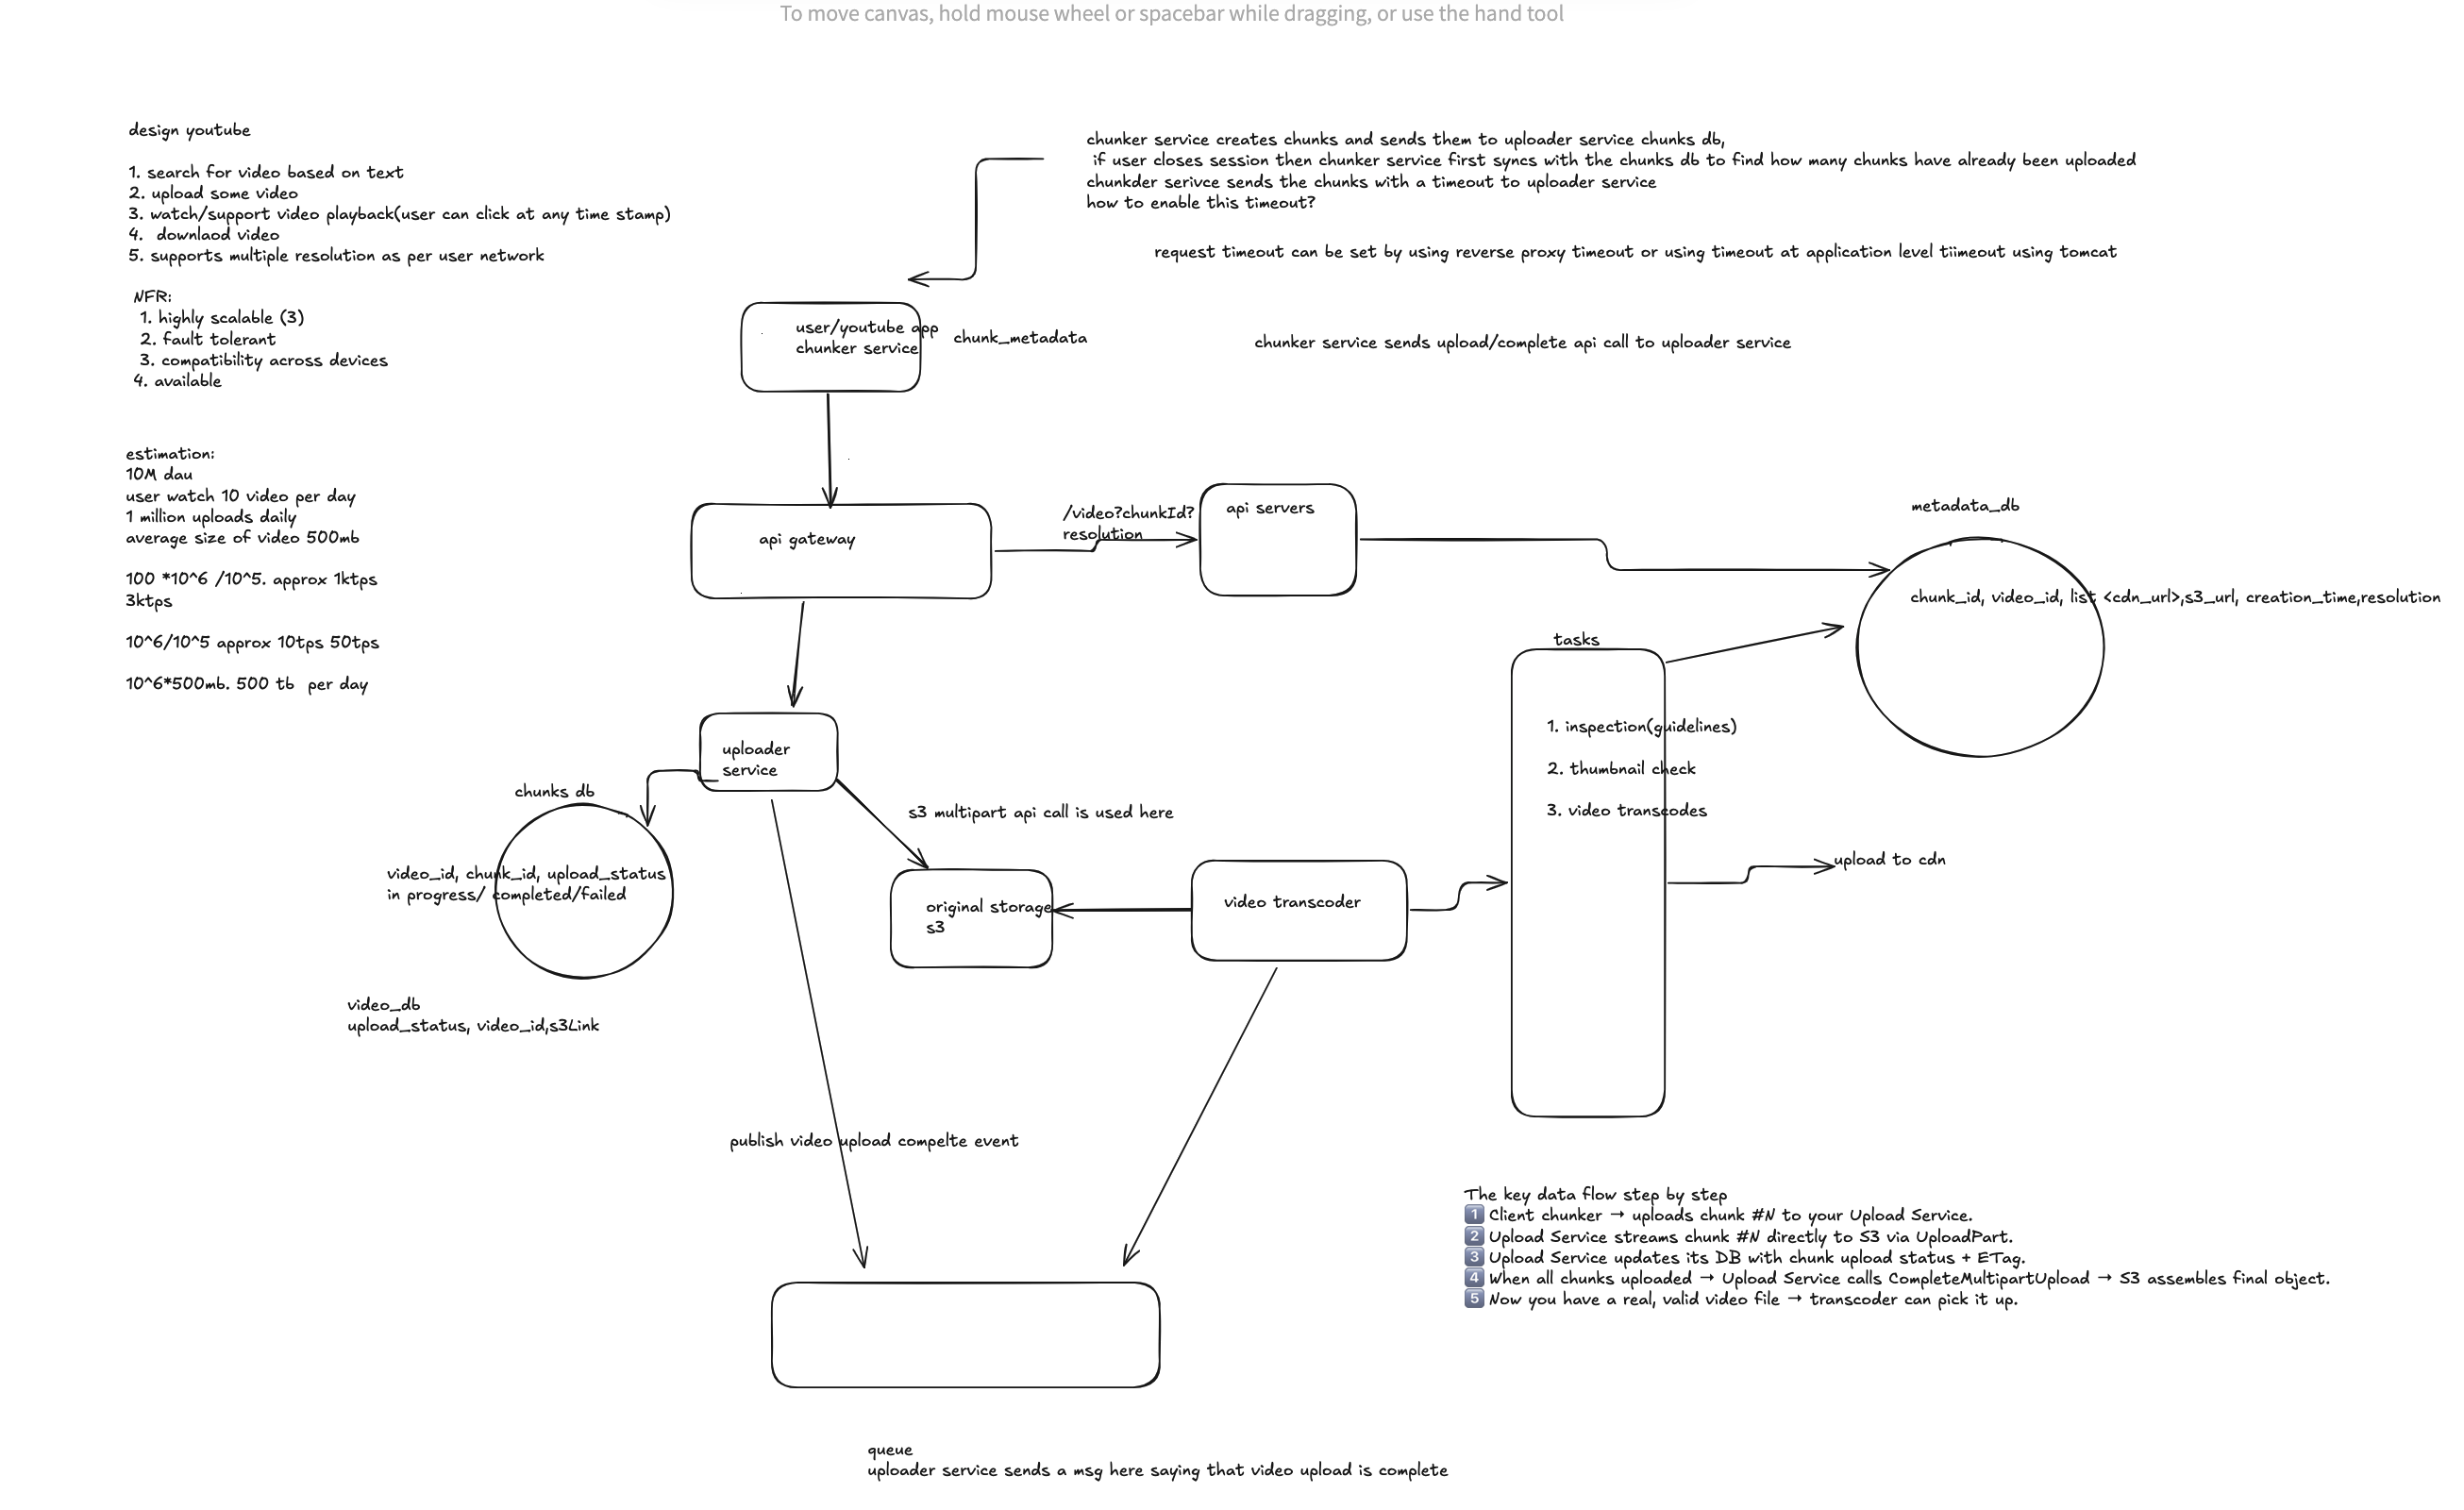 To move canvas, hold mouse wheel or spacebar while dragging, or use the hand tool
design youtube
1. search for video based on text
2. upload some video
3. watch/support video playback(user can click at any time stamp)
4. downlaod video
5. supports multiple resolution as per user network
NFR:
1. highly scalable (3)
2. fault tolerant
3. compatibility across devices
4. available
estimation:
10M dau
user watch 10 video per day
1 million uploads daily
average size of video 500mb
100 *10^6 /10^5. approx 1ktps
3ktps
10^6/10^5 approx 10tps 50tps
10^6*500mb. 500 tb per day
chunker service creates chunks and sends them to uploader service chunks db,
if user closes session then chunker service first syncs with the chunks db to find how many chunks have already been uploaded
chunkder serivce sends the chunks with a timeout to uploader service
how to enable this timeout?
request timeout can be set by using reverse proxy timeout or using timeout at application level tiimeout using tomcat
user/youtube app
chunker service
chunk_metadata
chunker service sends upload/complete api call to uploader service
api gateway
/video?chunkId?
resolution
api servers
metadata_db
chunk_id, video_id, list <cdn_url>,s3_url, creation_time,resolution
tasks
1. inspection(guidelines)
2. thumbnail check
3. video transcodes
uploader
service
chunks db
video_id, chunk_id, upload_status
in progress/ completed/failed
s3 multipart api call is used here
original storage
s3
video transcoder
upload to cdn
video_db
upload_status, video_id,s3Link
publish video upload compelte event
The key data flow step by step
1 Client chunker → uploads chunk #N to your Upload Service.
2 Upload Service streams chunk #N directly to S3 via UploadPart.
3 Upload Service updates its DB with chunk upload status + ETag.
4 When all chunks uploaded → Upload Service calls CompleteMultipartUpload → S3 assembles final object.
5 Now you have a real, valid video file → transcoder can pick it up.
queue
uploader service sends a msg here saying that video upload is complete